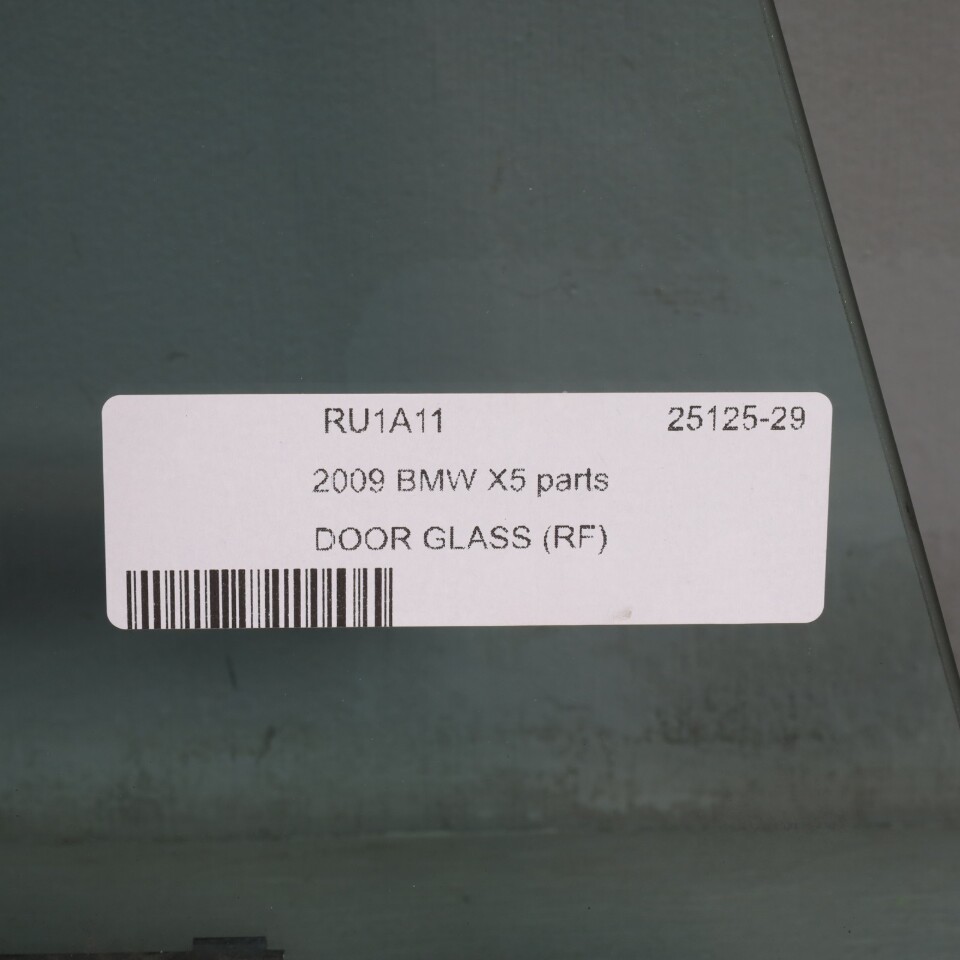 RU1A11 25125-29
2009 BMW X5 parts
DOOR GLASS (RF)